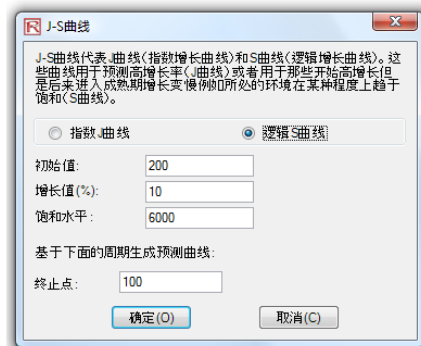 J-S曲线
J-S曲线代表J曲线(指数增长曲线)和S曲线(逻辑增长曲线)。这
些曲线用于预测高增长率(J曲线)或者用于那些开始高增长但
是后来进入成熟期增长变慢例如所处的环境在某种程度上趋于
饱和(S曲线)。
指数J曲线 逻辑S曲线
初始值: 200
增长值(%): 10
饱和水平: 6000
基于下面的周期生成预测曲线:
终止点: 100
确定(O) 取消(C)